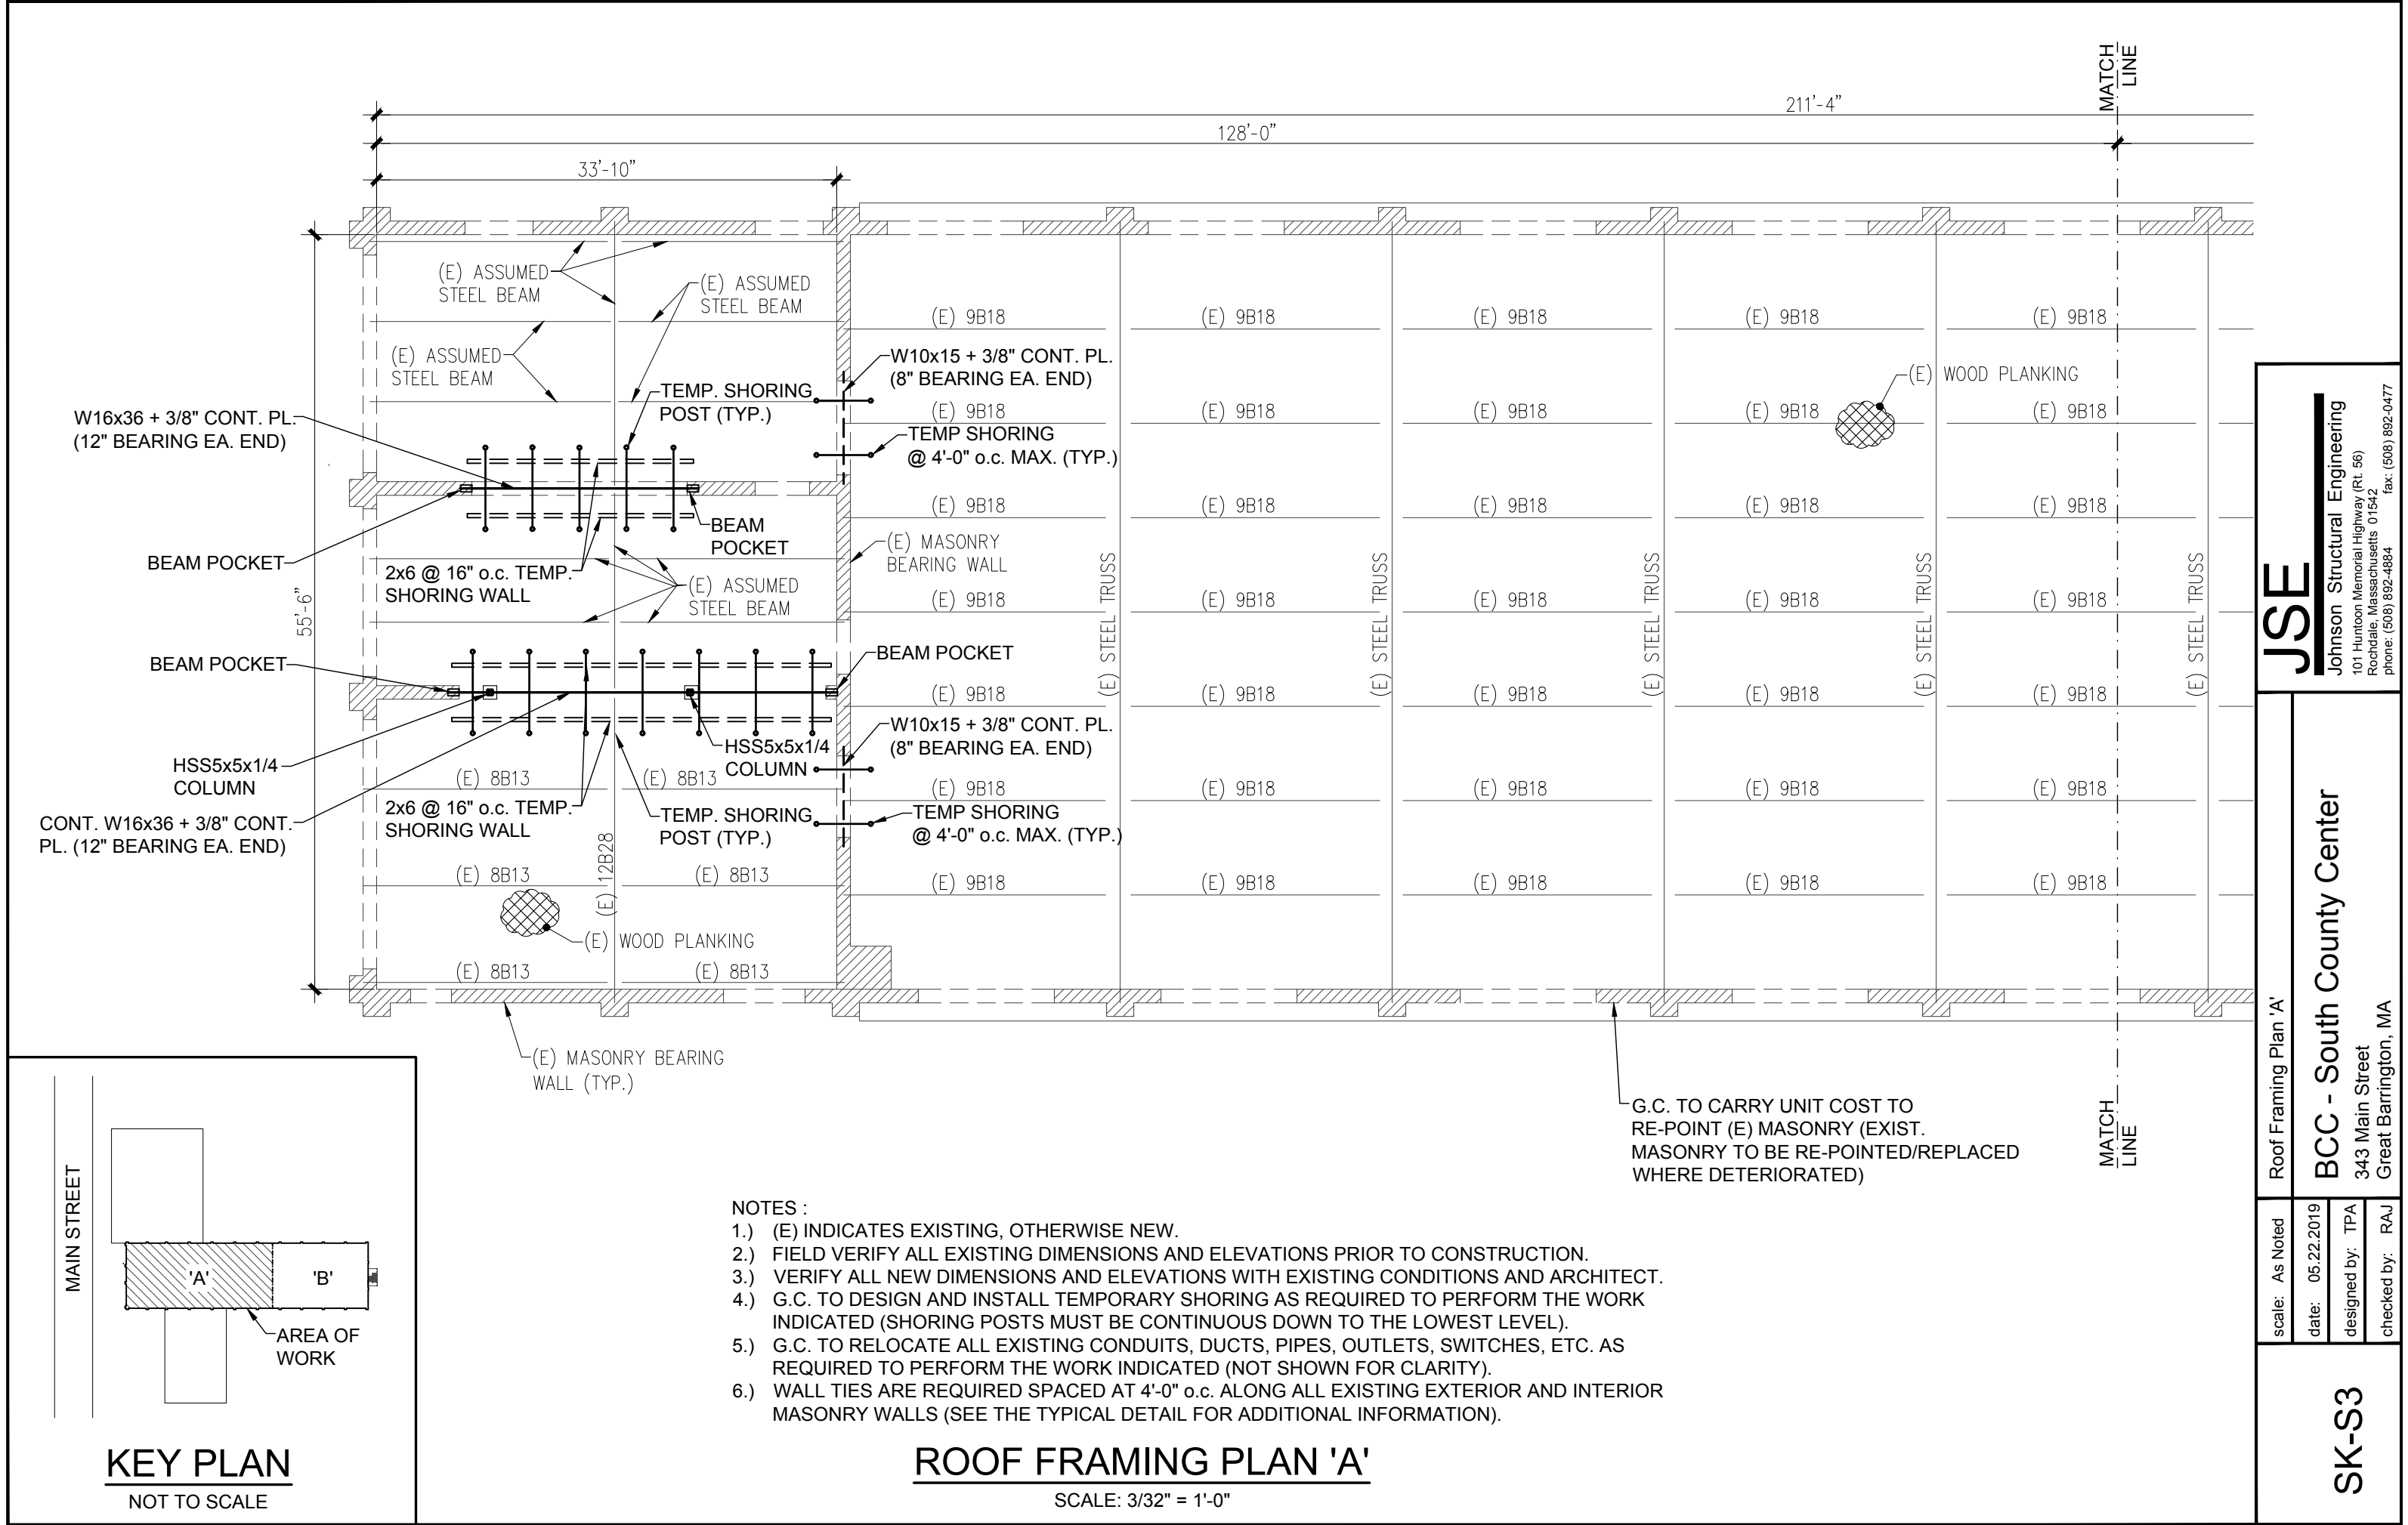 MATCH
LINE
211'-4"
128'-0"
33'-10"
(E) ASSUMED
STEEL BEAM
(E) ASSUMED
STEEL BEAM
(E) 9B18
(E) 9B18
(E) 9B18
(E) 9B18
(E) 9B18
(E) ASSUMED
STEEL BEAM
W10x15 + 3/8" CONT. PL.
(8" BEARING EA. END)
(E) WOOD PLANKING
W16x36 + 3/8" CONT. PL.
(12" BEARING EA. END)
TEMP. SHORING
POST (TYP.)
(E) 9B18
(E) 9B18
(E) 9B18
(E) 9B18
(E) 9B18
TEMP SHORING
@ 4'-0" o.c. MAX. (TYP.)
BEAM
POCKET
(E) 9B18
(E) 9B18
(E) 9B18
(E) 9B18
(E) 9B18
BEAM POCKET
(E) MASONRY
BEARING WALL
2x6 @ 16" o.c. TEMP.
SHORING WALL
(E) ASSUMED
STEEL BEAM
55'-6"
(E) 9B18
(E) 9B18
(E) 9B18
(E) 9B18
(E) 9B18
(E) STEEL TRUSS
(E) STEEL TRUSS
(E) STEEL TRUSS
(E) STEEL TRUSS
(E) STEEL TRUSS
BEAM POCKET
BEAM POCKET
(E) 9B18
(E) 9B18
(E) 9B18
(E) 9B18
(E) 9B18
W10x15 + 3/8" CONT. PL.
(8" BEARING EA. END)
HSS5x5x1/4
COLUMN
HSS5x5x1/4
COLUMN
(E) 8B13
(E) 8B13
(E) 9B18
(E) 9B18
(E) 9B18
(E) 9B18
(E) 9B18
CONT. W16x36 + 3/8" CONT.
PL. (12" BEARING EA. END)
2x6 @ 16" o.c. TEMP.
SHORING WALL
TEMP. SHORING
POST (TYP.)
TEMP SHORING
@ 4'-0" o.c. MAX. (TYP.)
(E) 12B28
(E) 8B13
(E) 8B13
(E) 9B18
(E) 9B18
(E) 9B18
(E) 9B18
(E) 9B18
(E) WOOD PLANKING
(E) 8B13
(E) 8B13
(E) MASONRY BEARING
WALL (TYP.)
G.C. TO CARRY UNIT COST TO
RE-POINT (E) MASONRY (EXIST.
MASONRY TO BE RE-POINTED/REPLACED
WHERE DETERIORATED)
MATCH
LINE
MAIN STREET
'A'
'B'
AREA OF
WORK
KEY PLAN
NOT TO SCALE
NOTES :
1.) (E) INDICATES EXISTING, OTHERWISE NEW.
2.) FIELD VERIFY ALL EXISTING DIMENSIONS AND ELEVATIONS PRIOR TO CONSTRUCTION.
3.) VERIFY ALL NEW DIMENSIONS AND ELEVATIONS WITH EXISTING CONDITIONS AND ARCHITECT.
4.) G.C. TO DESIGN AND INSTALL TEMPORARY SHORING AS REQUIRED TO PERFORM THE WORK
INDICATED (SHORING POSTS MUST BE CONTINUOUS DOWN TO THE LOWEST LEVEL).
5.) G.C. TO RELOCATE ALL EXISTING CONDUITS, DUCTS, PIPES, OUTLETS, SWITCHES, ETC. AS
REQUIRED TO PERFORM THE WORK INDICATED (NOT SHOWN FOR CLARITY).
6.) WALL TIES ARE REQUIRED SPACED AT 4'-0" o.c. ALONG ALL EXISTING EXTERIOR AND INTERIOR
MASONRY WALLS (SEE THE TYPICAL DETAIL FOR ADDITIONAL INFORMATION).
ROOF FRAMING PLAN 'A'
SCALE: 3/32" = 1'-0"
JSE
Johnson Structural Engineering
101 Huntoon Memorial Highway (Rt. 56)
Rochdale, Massachusetts 01542
phone: (508) 892-4884 fax: (508) 892-0477
Roof Framing Plan 'A'
BCC - South County Center
343 Main Street
Great Barrington, MA
scale: As Noted
date: 05.22.2019
designed by: TPA
checked by: RAJ
SK-S3